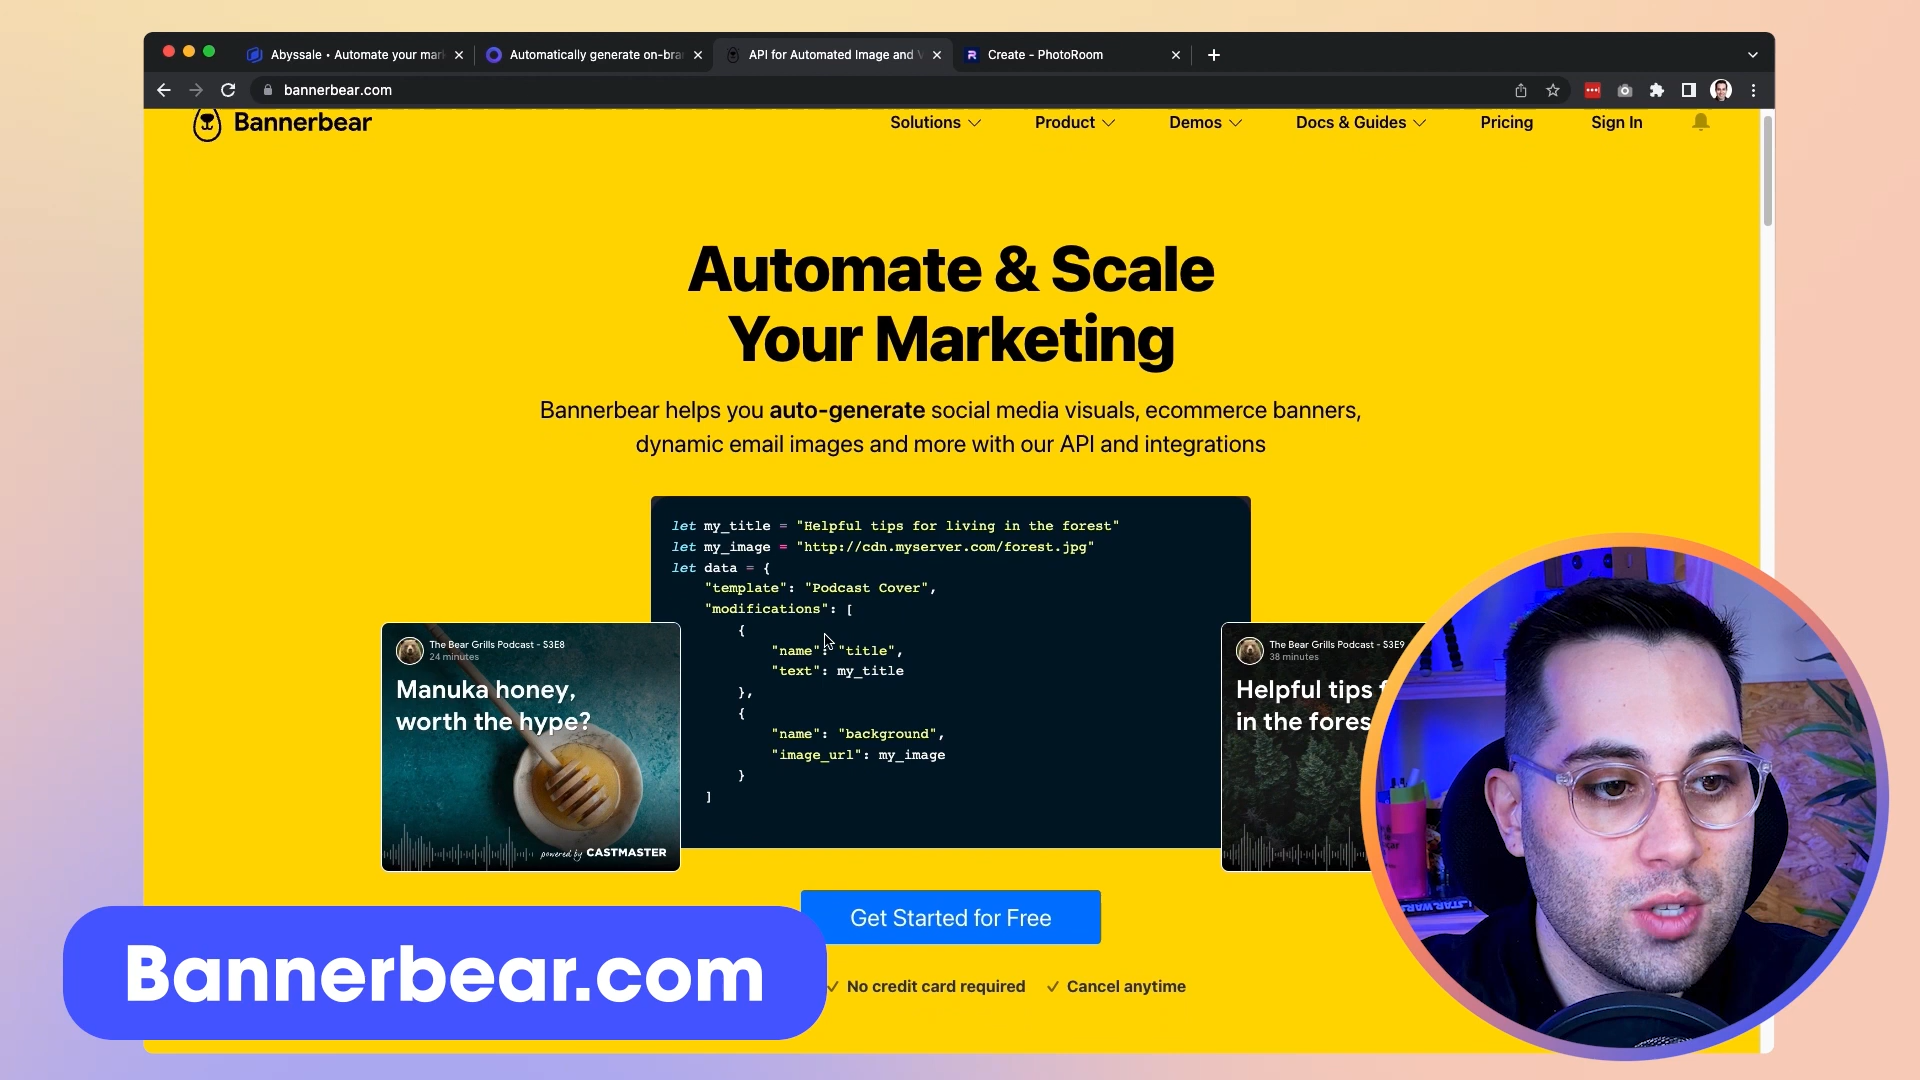 Abyssale • Automate your mar
Automatically generate on-bra
API for Automated Image and V
Create - PhotoRoom
bannerbear.com
Bannerbear
Solutions
Product
Demos
Docs & Guides
Pricing
Sign In
Automate & Scale
Your Marketing
Bannerbear helps you auto-generate social media visuals, ecommerce banners,
dynamic email images and more with our API and integrations
let my_title = "Helpful tips for living in the forest"
let my_image = "http://cdn.myserver.com/forest.jpg"
let data = {
"template": "Podcast Cover",
"modifications": [
{
"name": "title",
"text": my_title
},
{
"name": "background",
"image_url": my_image
}
]
The Bear Grills Podcast - S3E8
24 minutes
Manuka honey,
worth the hype?
powered by CASTMASTER
The Bear Grills Podcast - S3E9
38 minutes
Helpful tips f
in the fores
Get Started for Free
No credit card required
Cancel anytime
Bannerbear.com